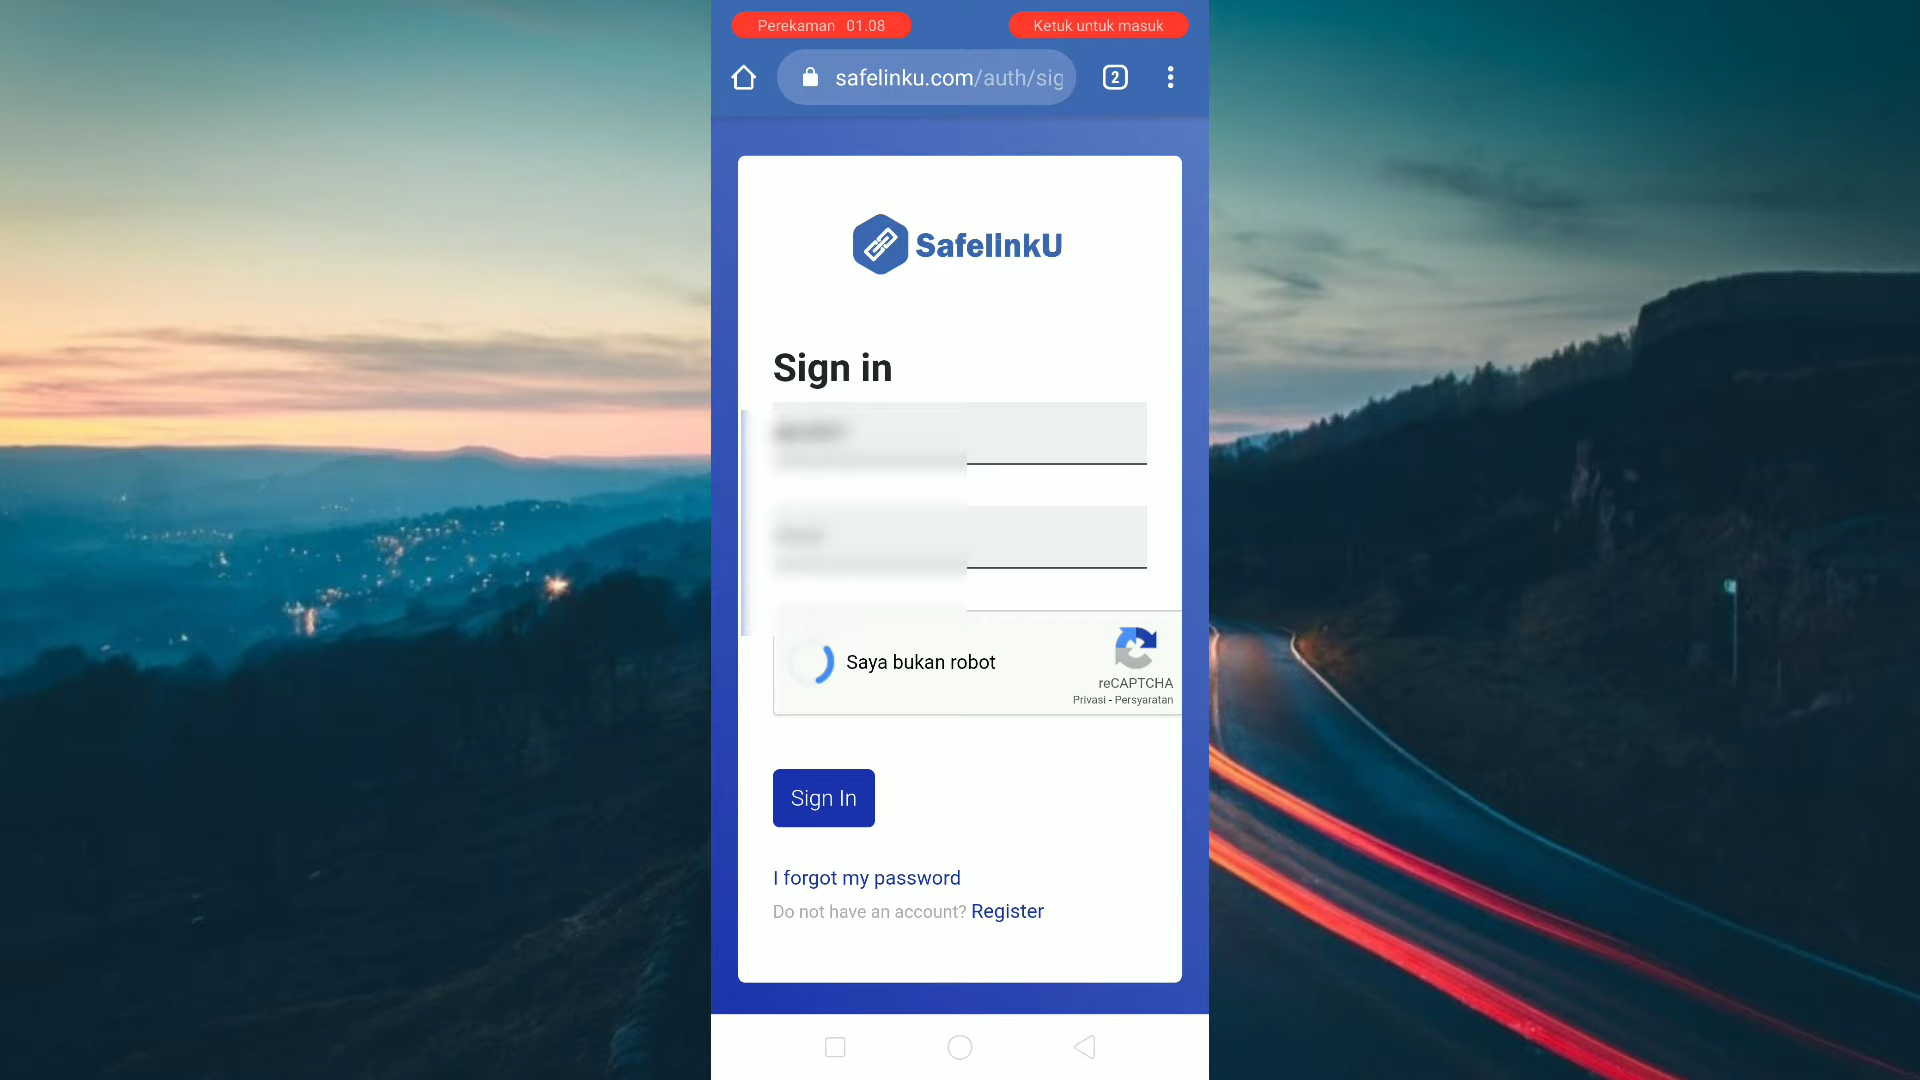 Perekaman 01.08
Ketuk untuk masuk
safelinku.com/auth/sig
2
SafelinkU
Sign in
Saya bukan robot
reCAPTCHA
Privasi - Persyaratan
Sign In
I forgot my password
Do not have an account? Register